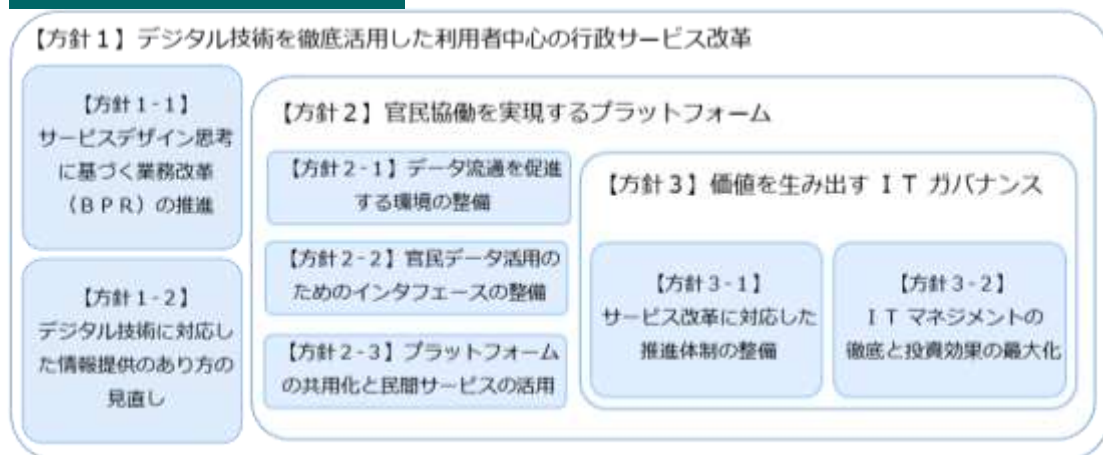 【方針１】デジタル技術を徹底活用した利用者中心の行政サービス改革
【方針１-１】
サービスデザイン思考
に基づく業務改革
（ＢＰＲ）の推進
【方針１-２】
デジタル技術に対応し
た情報提供のあり方の
見直し
【方針２】官民協働を実現するプラットフォーム
【方針２-１】データ流通を促進
する環境の整備
【方針２-２】官民データ活用の
ためのインタフェースの整備
【方針２-３】プラットフォーム
の共用化と民間サービスの活用
【方針３】価値を生み出すＩＴガバナンス
【方針３-１】
サービス改革に対応した
推進体制の整備
【方針３-２】
ＩＴマネジメントの
徹底と投資効果の最大化